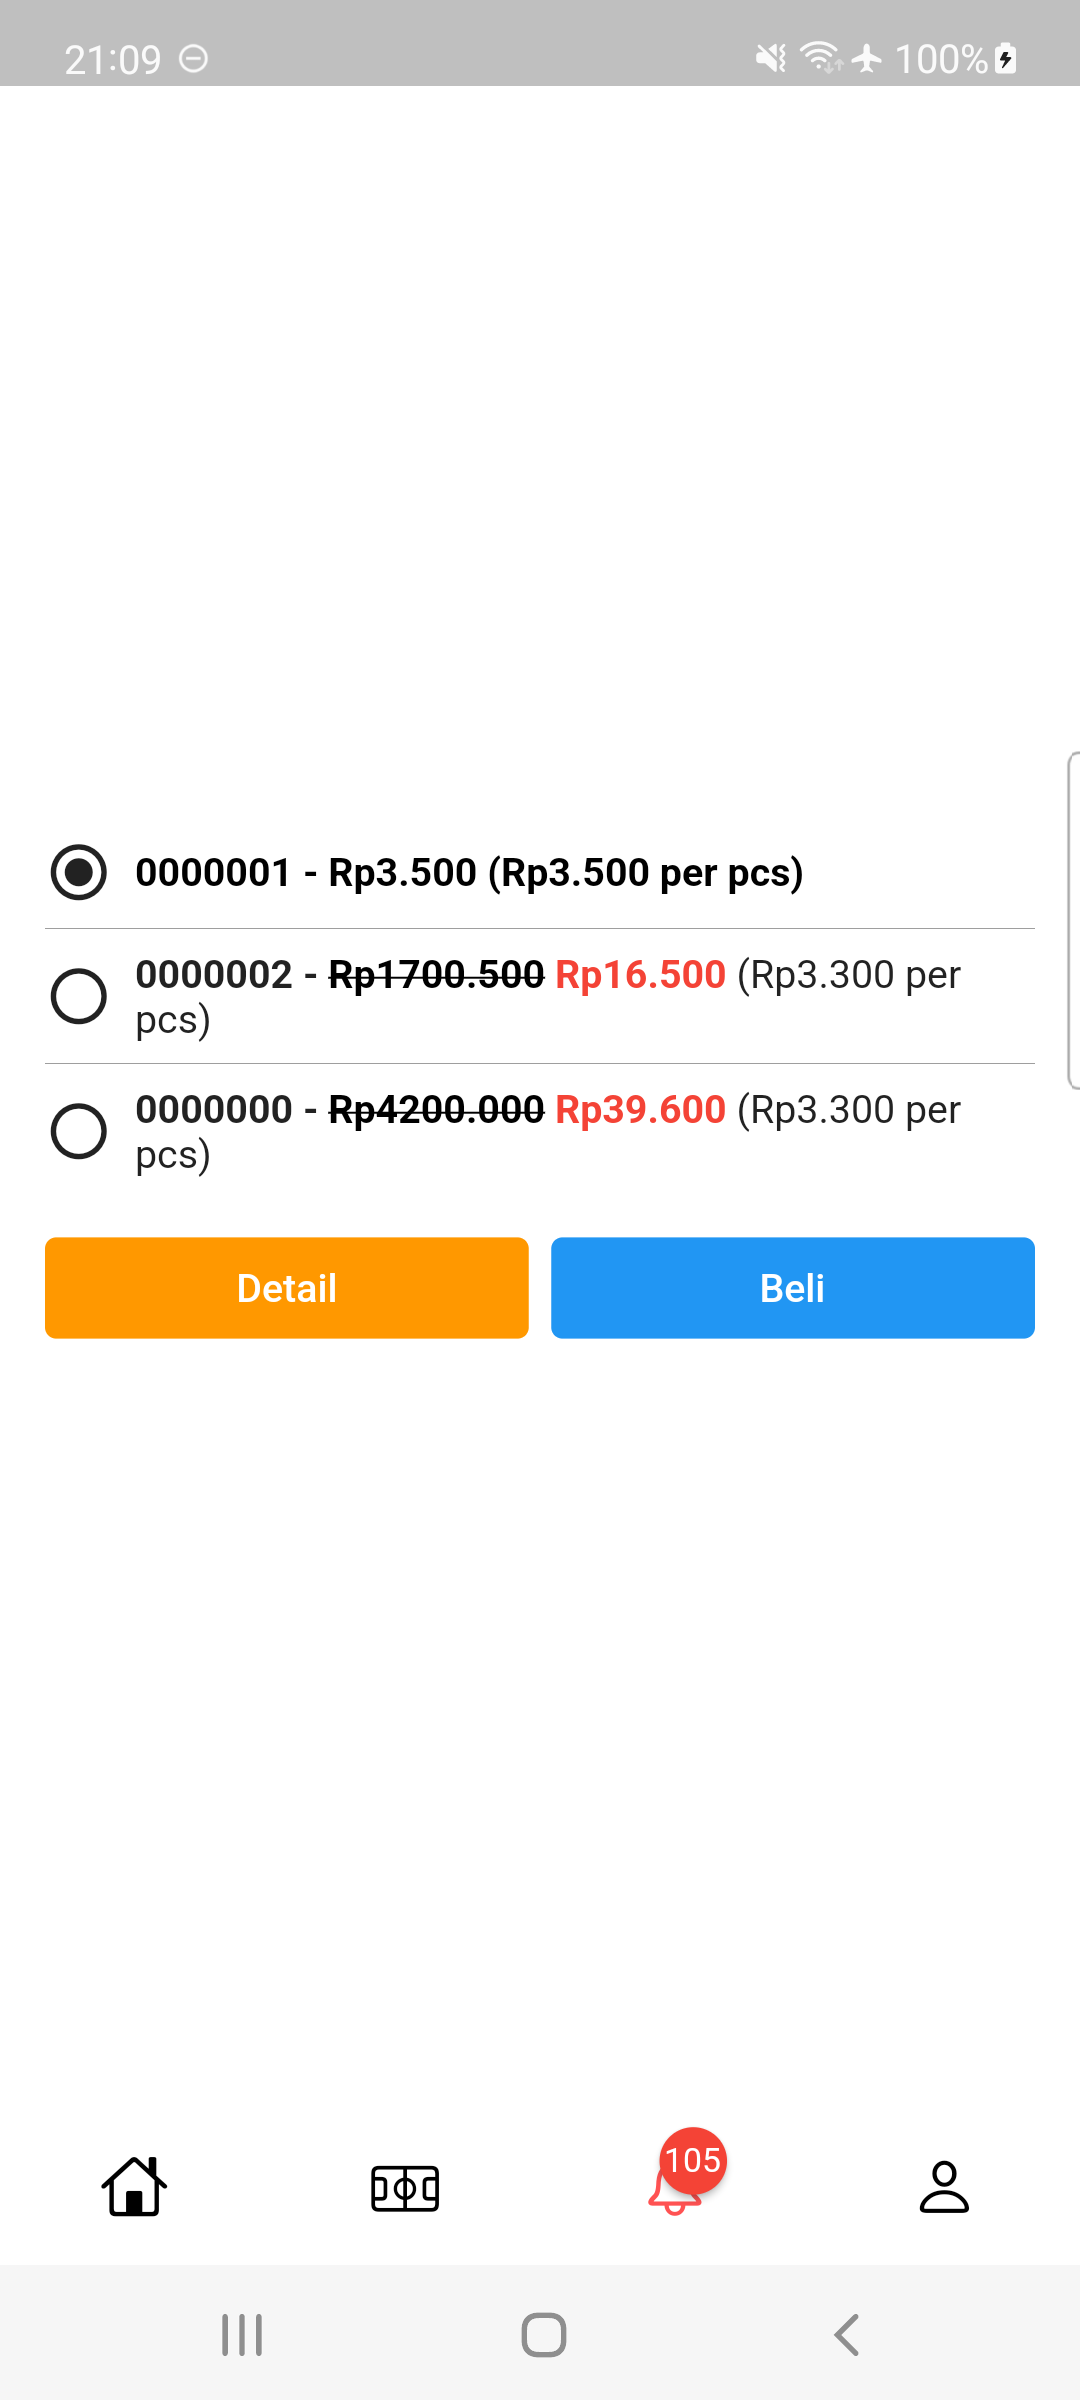 21:09
100%
0000001 - Rp3.500 (Rp3.500 per pcs)
0000002 - Rp1700.500 Rp16.500 (Rp3.300 per
pcs)
0000000 - Rp4200.000 Rp39.600 (Rp3.300 per
pcs)
Detail
Beli
105